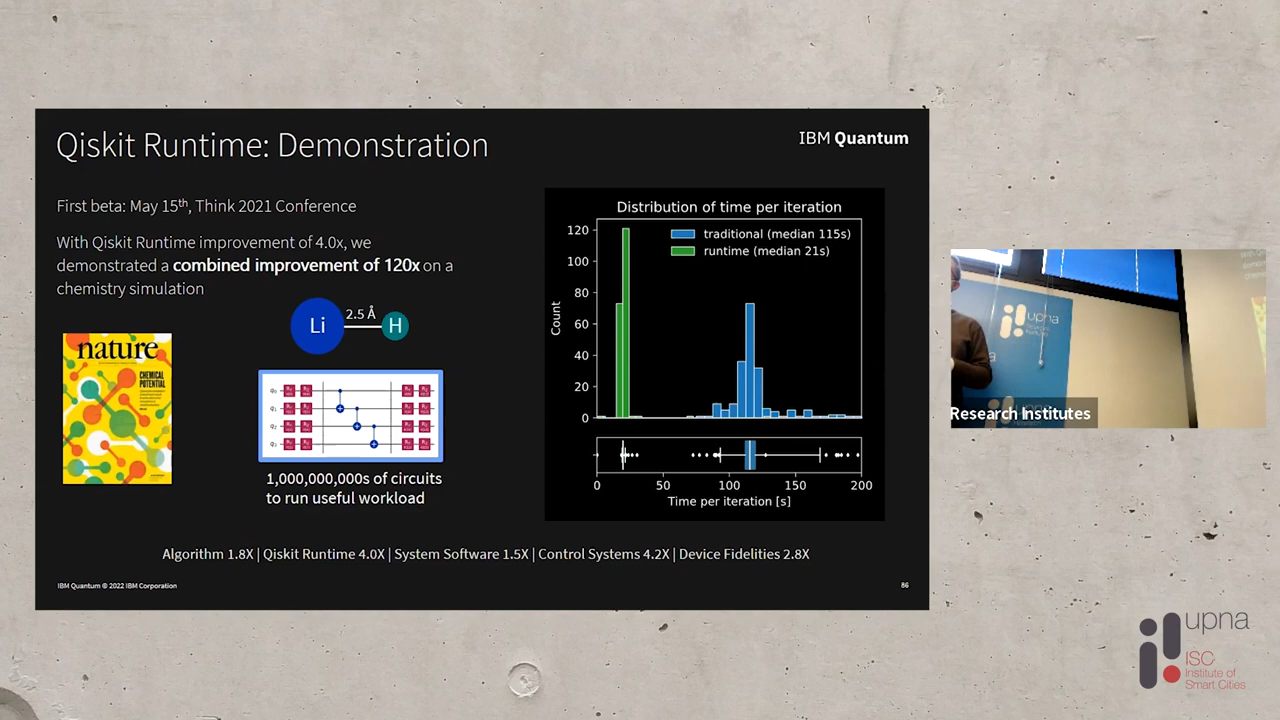 Qiskit Runtime: Demonstration
IBM Quantum
First beta: May 15th, Think 2021 Conference
With Qiskit Runtime improvement of 4.0x, we
demonstrated a combined improvement of 120x on a
chemistry simulation
Li
2.5 Å
H
nature
CHEMICAL
POTENTIAL
1,000,000,000s of circuits
to run useful workload
Distribution of time per iteration
traditional (median 115s)
runtime (median 21s)
Count
120
100
80
60
40
20
0
0 50 100 150 200
Time per iteration [s]
Algorithm 1.8X | Qiskit Runtime 4.0X | System Software 1.5X | Control Systems 4.2X | Device Fidelities 2.8X
IBM Quantum © 2022 IBM Corporation
86
upna
Research Institutes
upna
ISC
Institute of
Smart Cities